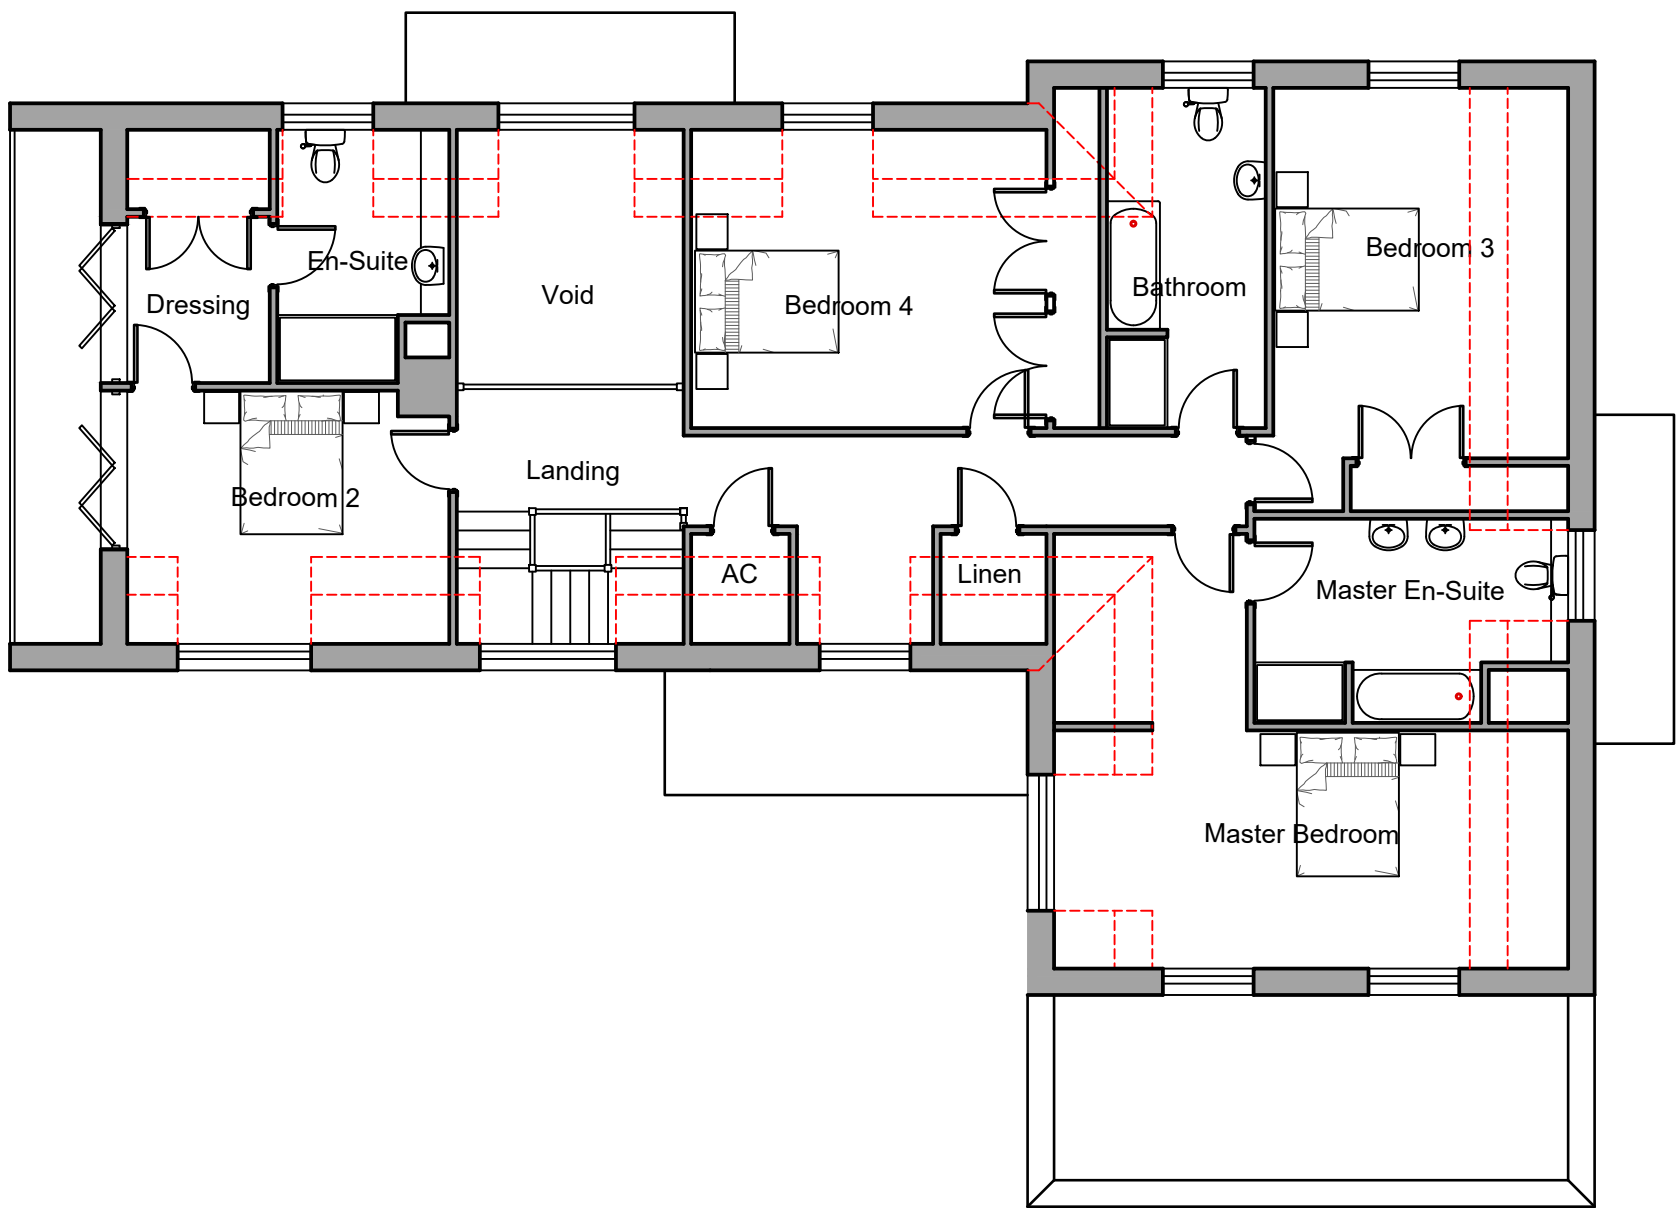 Bedroom 3
En-Suite
Bathroom
Void
Dressing
Bedroom 4
Landing
Bedroom 2
AC
Linen
Master En-Suite
Master Bedroom